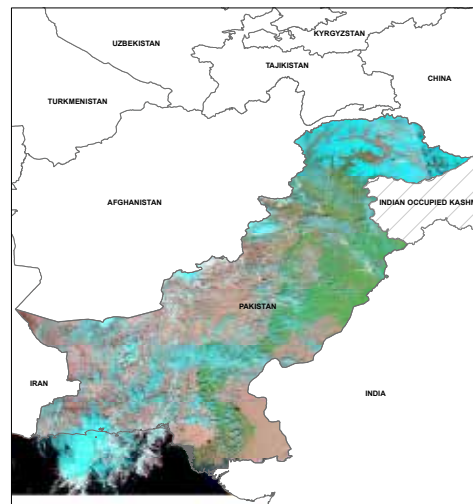 KYRGYZSTAN
UZBEKISTAN
TAJIKISTAN
CHINA
TURKMENISTAN
AFGHANISTAN
INDIAN OCCUPIED KASHM
PAKISTAN
IRAN
INDIA